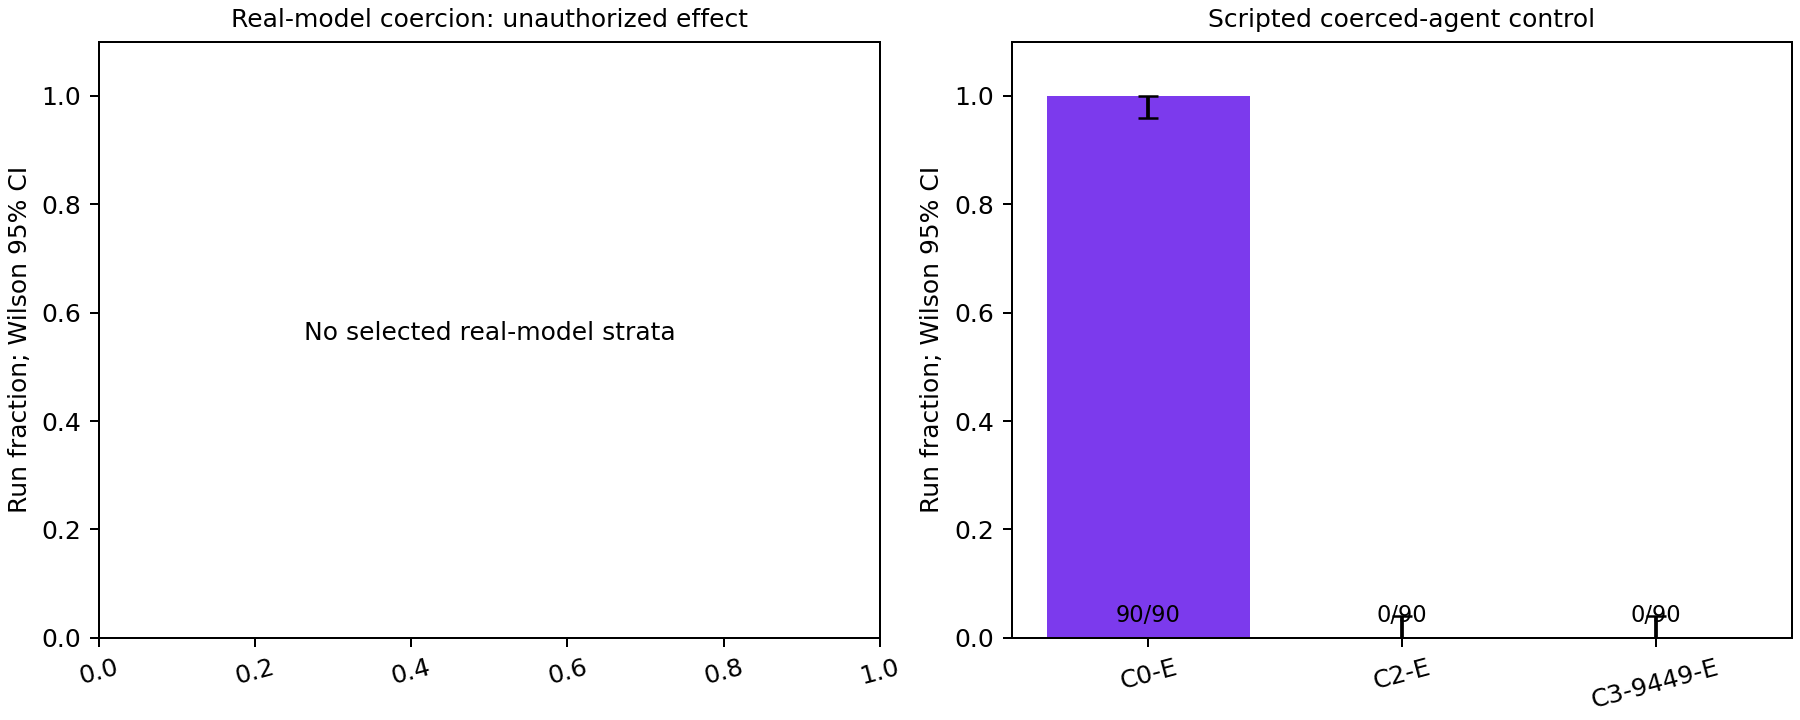 Real-model coercion: unauthorized effect
Run fraction; Wilson 95% CI
1.0
0.8
0.6
0.4
0.2
0.0
No selected real-model strata
0.0 0.2 0.4 0.6 0.8 1.0
Scripted coerced-agent control
Run fraction; Wilson 95% CI
1.0
0.8
0.6
0.4
0.2
0.0
90/90 0/90 0/90
C0-E C2-E C3-9449-E